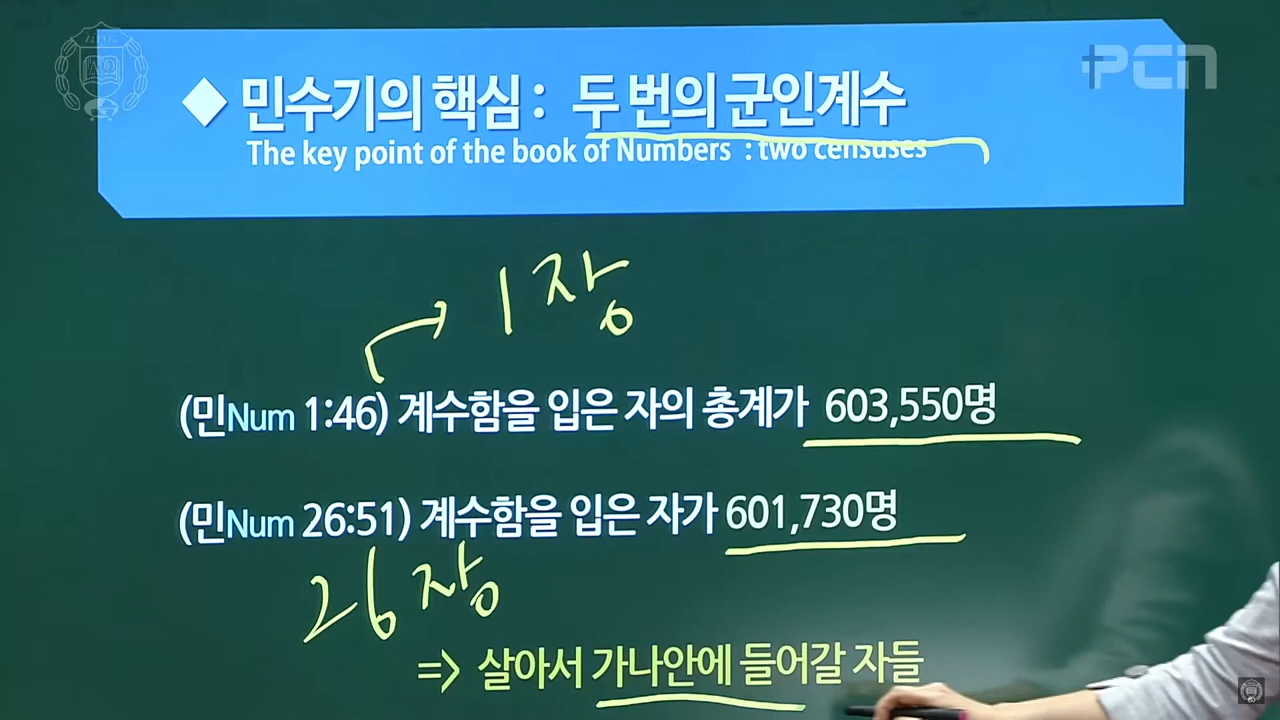 PCN
◆ 민수기의 핵심 : 두 번의 군인계수
The key point of the book of Numbers : two censuses
1장
(민Num 1:46) 계수함을 입은 자의 총계가 603,550명
(민Num 26:51) 계수함을 입은 자가 601,730명
26장
=> 살아서 가나안에 들어갈 자들